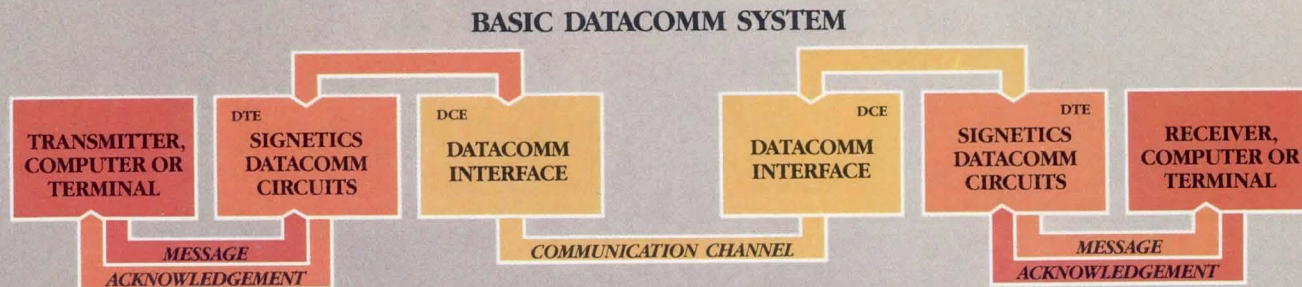 BASIC DATACOMM SYSTEM
TRANSMITTER,
COMPUTER OR
TERMINAL
DTE
SIGNETICS
DATACOMM
CIRCUITS
DCE
DATACOMM
INTERFACE
DCE
DATACOMM
INTERFACE
DTE
SIGNETICS
DATACOMM
CIRCUITS
RECEIVER,
COMPUTER OR
TERMINAL
MESSAGE
ACKNOWLEDGEMENT
COMMUNICATION CHANNEL
MESSAGE
ACKNOWLEDGEMENT